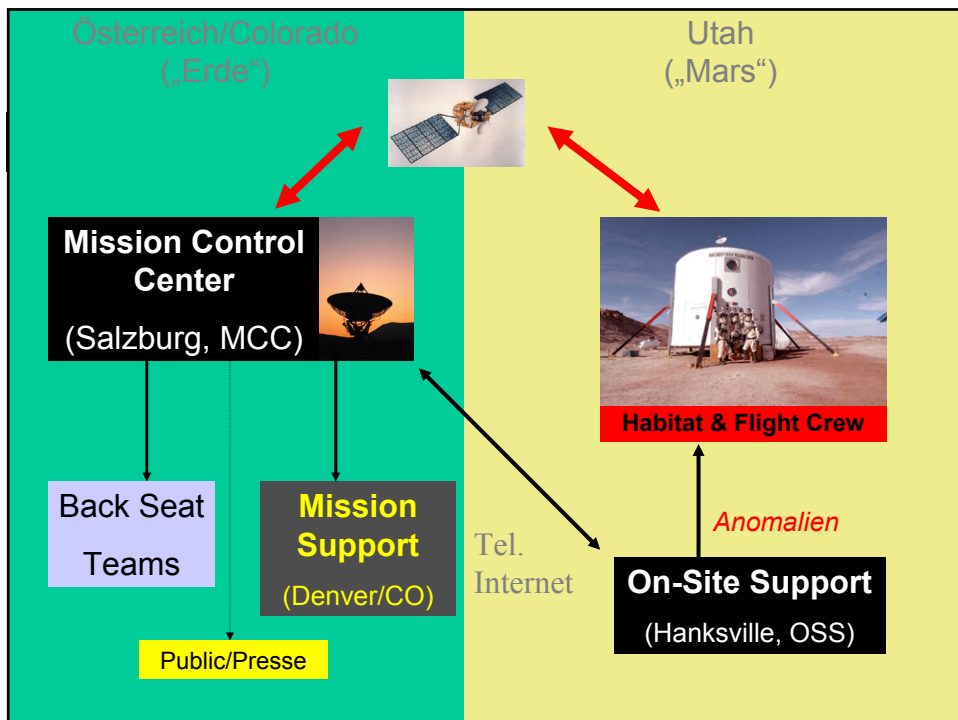 Österreich/Colorado
(„Erde“)
Utah
(„Mars“)
Mission Control
Center
(Salzburg, MCC)
Habitat & Flight Crew
Back Seat
Teams
Mission
Support
(Denver/CO)
Tel.
Internet
Anomalien
On-Site Support
(Hanksville, OSS)
Public/Presse